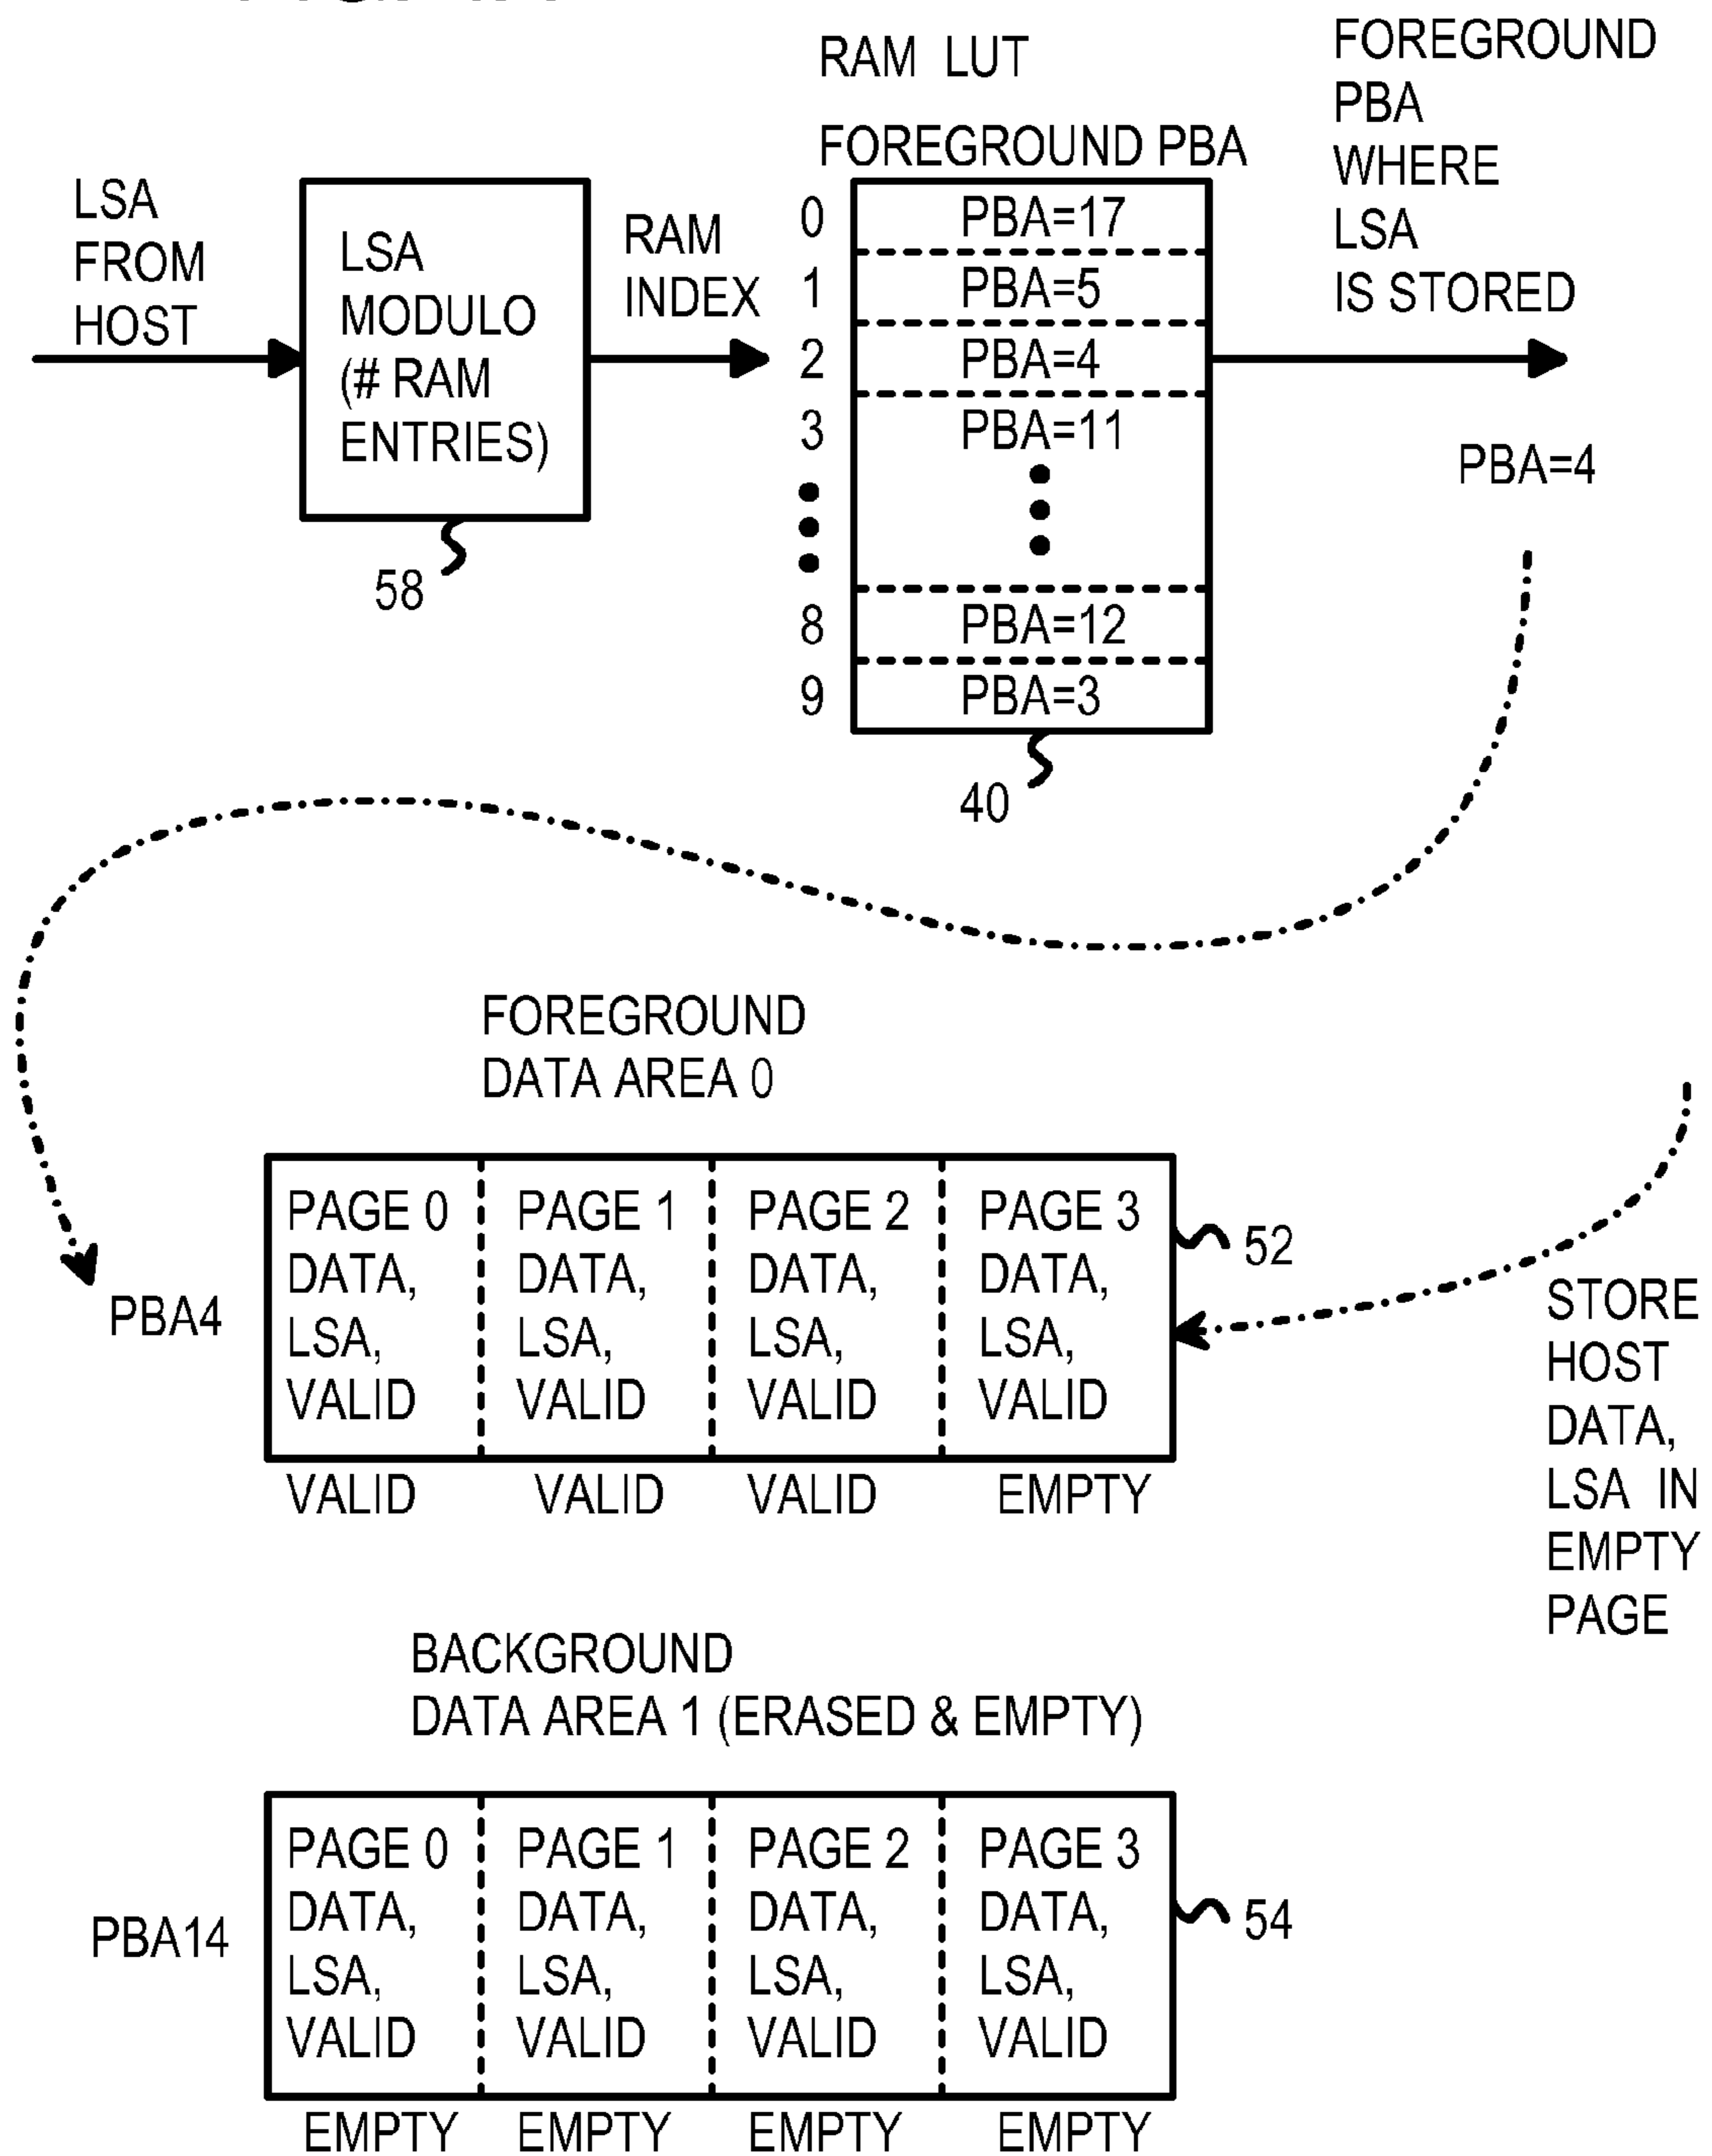 LSA
FROM
HOST
LSA
MODULO
(# RAM
ENTRIES)
58
RAM
INDEX
RAM LUT
FOREGROUND PBA
0 PBA=17
1 PBA=5
2 PBA=4
3 PBA=11
8 PBA=12
9 PBA=3
40
FOREGROUND
PBA
WHERE
LSA
IS STORED
PBA=4
FOREGROUND
DATA AREA 0
PBA4
PAGE 0
DATA,
LSA,
VALID
PAGE 1
DATA,
LSA,
VALID
PAGE 2
DATA,
LSA,
VALID
PAGE 3
DATA,
LSA,
VALID
52
VALID VALID VALID EMPTY
STORE
HOST
DATA,
LSA IN
EMPTY
PAGE
BACKGROUND
DATA AREA 1 (ERASED & EMPTY)
PBA14
PAGE 0
DATA,
LSA,
VALID
PAGE 1
DATA,
LSA,
VALID
PAGE 2
DATA,
LSA,
VALID
PAGE 3
DATA,
LSA,
VALID
54
EMPTY EMPTY EMPTY EMPTY